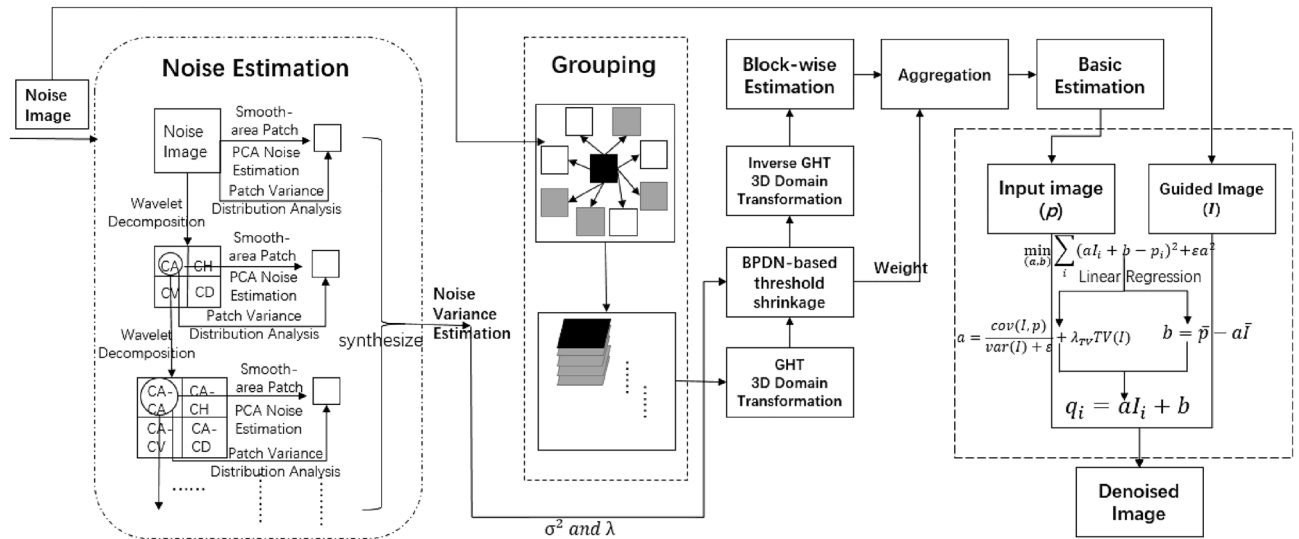 Noise
Image
Noise Estimation
Noise
Image
Smooth-
area Patch
PCA Noise
Estimation
Patch Variance
Distribution Analysis
Wavelet
Decomposition
CA
CH
CV
CD
Smooth-
area Patch
PCA Noise
Estimation
Patch Variance
Distribution Analysis
Wavelet
Decomposition
CA-
CA
CA-
CH
CA-
CV
CA-
CD
Smooth-
area Patch
PCA Noise
Estimation
Patch Variance
Distribution Analysis
synthesize
Noise
Variance
Estimation
σ² and λ
Grouping
Block-wise
Estimation
Inverse GHT
3D Domain
Transformation
BPDN-based
threshold
shrinkage
GHT
3D Domain
Transformation
Weight
Aggregation
Basic
Estimation
Input image
(p)
Guided Image
(I)
min_(a,b) ∑_i (aI_i + b − p_i)² + εa²
Linear Regression
a = cov(I, p) / (var(I) + ε) + λ_TV TV(I)
b = p̄ − aĪ
q_i = aI_i + b
Denoised
Image